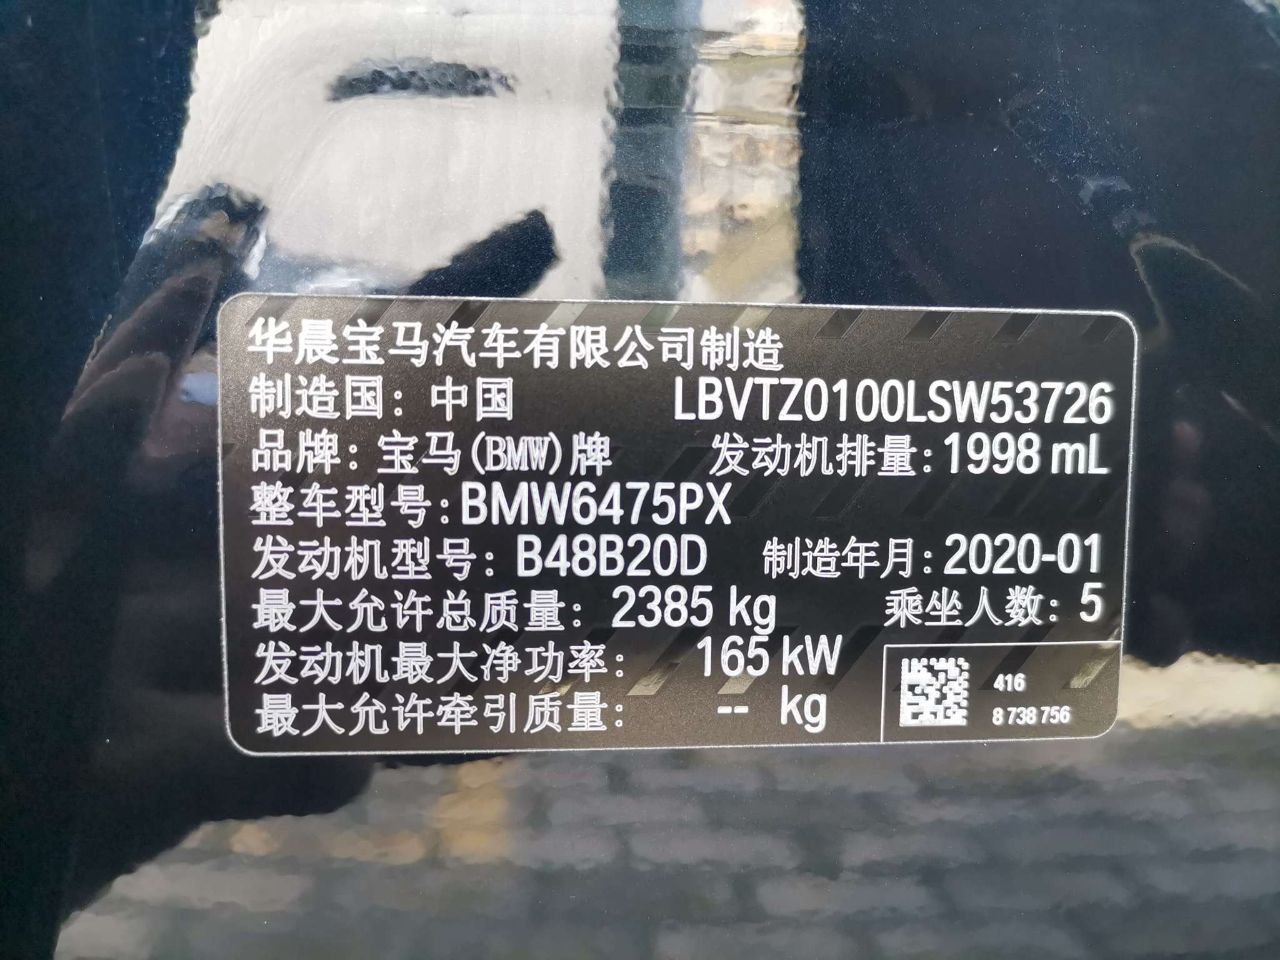 华晨宝马汽车有限公司制造
制造国：中国 LBVTZ0100LSW53726
品牌：宝马(BMW)牌 发动机排量：1998 mL
整车型号：BMW6475PX
发动机型号：B48B20D 制造年月：2020-01
最大允许总质量：2385 kg 乘坐人数：5
发动机最大净功率：165 kW
最大允许牵引质量：-- kg
416
8 738 756